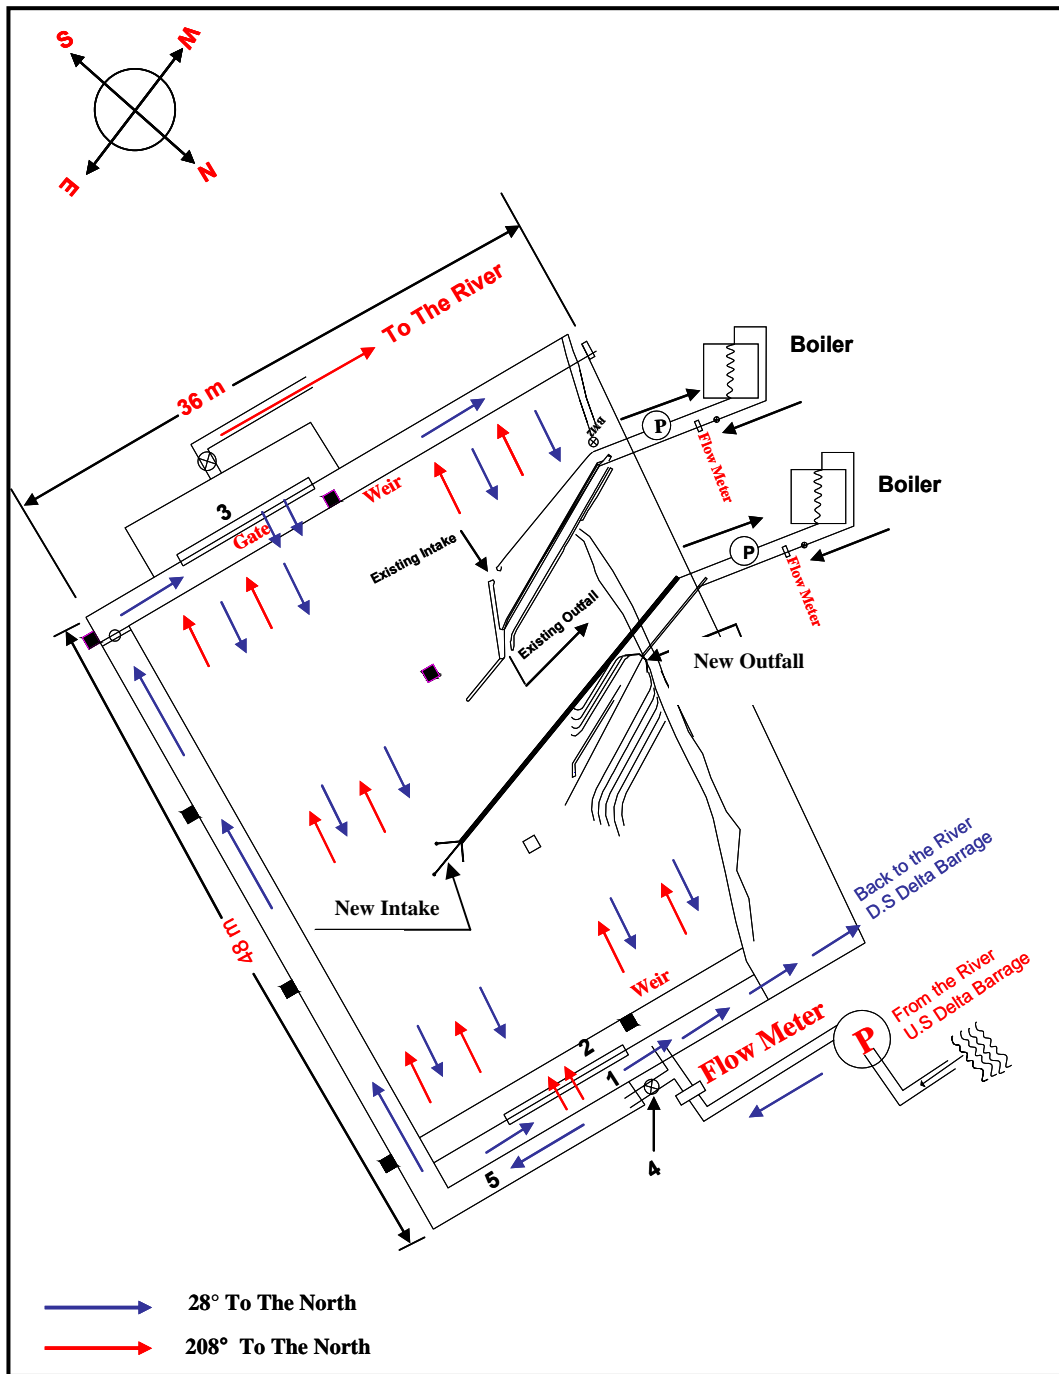 S
W
E
N
To The River
36 m
Boiler
P
BM2
Flow Meter
Weir
3
Gate
Existing Intake
Boiler
P
Flow Meter
Existing Outfall
New Outfall
New Intake
48 m
Back to the River
D.S Delta Barrage
Weir
From the River
U.S Delta Barrage
P
Flow Meter
2
1
4
5
28° To The North
208° To The North